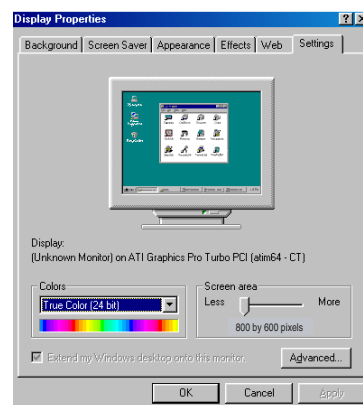 Display Properties
Background Screen Saver Appearance Effects Web Settings
Display:
(Unknown Monitor) on ATI Graphics Pro Turbo PCI (atim64 - CT)
Colors
True Color (24 bit)
Screen area
Less More
800 by 600 pixels
Extend my Windows desktop onto this monitor.
Advanced...
OK Cancel Apply